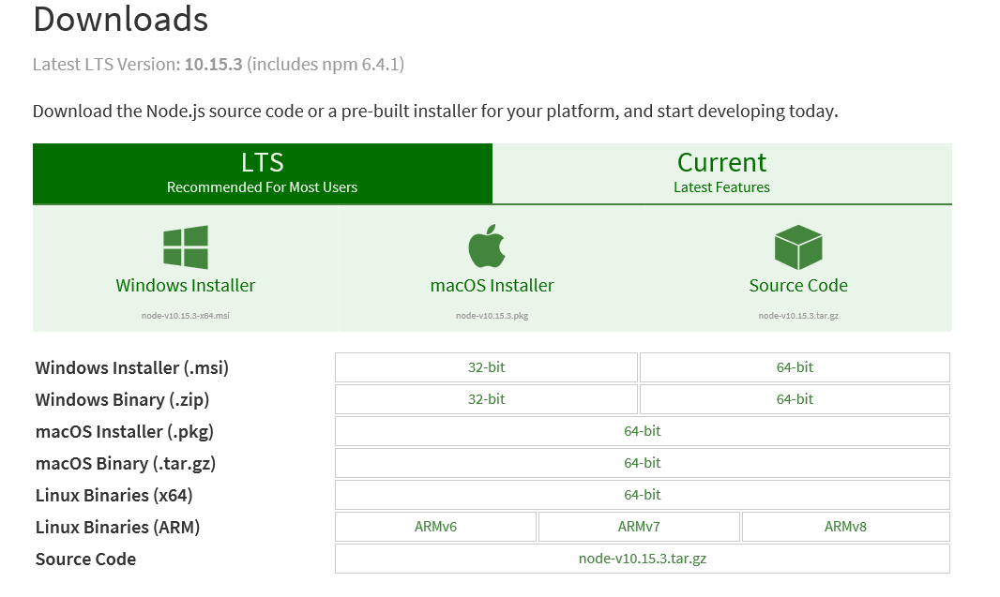 Downloads
Latest LTS Version: 10.15.3 (includes npm 6.4.1)
Download the Node.js source code or a pre-built installer for your platform, and start developing today.
LTS
Recommended For Most Users
Current
Latest Features
Windows Installer
node-v10.15.3-x64.msi
macOS Installer
node-v10.15.3.pkg
Source Code
node-v10.15.3.tar.gz
Windows Installer (.msi) 32-bit 64-bit
Windows Binary (.zip) 32-bit 64-bit
macOS Installer (.pkg) 64-bit
macOS Binary (.tar.gz) 64-bit
Linux Binaries (x64) 64-bit
Linux Binaries (ARM) ARMv6 ARMv7 ARMv8
Source Code node-v10.15.3.tar.gz